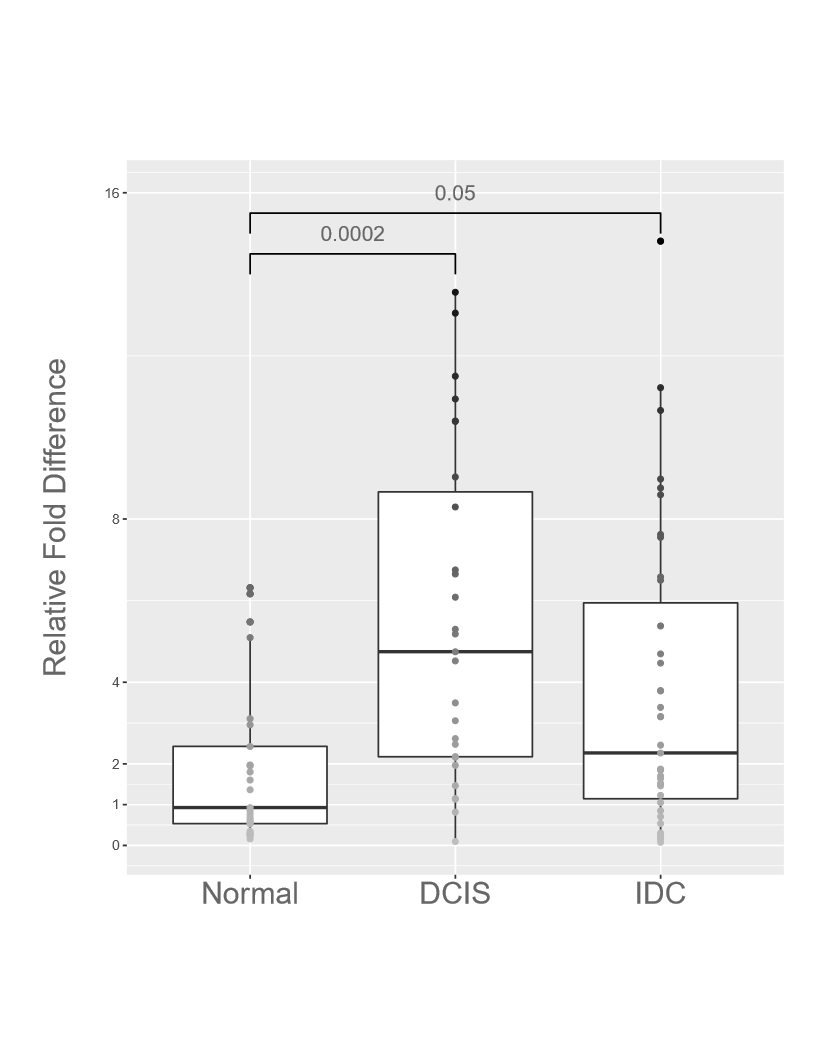 Relative Fold Difference
16
8
4
2
1
0
0.05
0.0002
Normal
DCIS
IDC